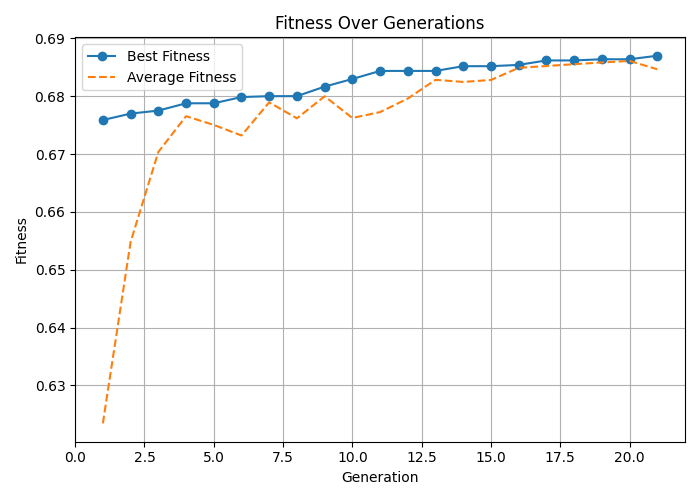 Fitness Over Generations
Best Fitness
Average Fitness
Fitness
0.69
0.68
0.67
0.66
0.65
0.64
0.63
0.0 2.5 5.0 7.5 10.0 12.5 15.0 17.5 20.0
Generation